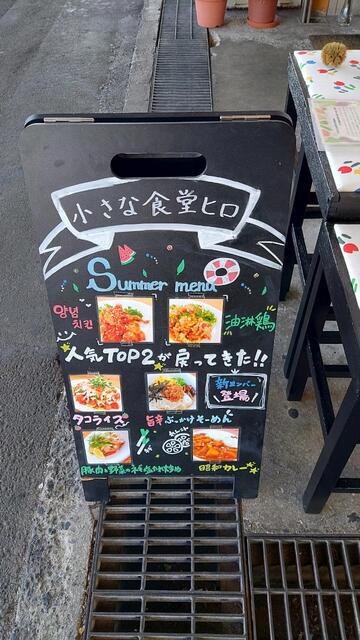 小さな食堂ヒロ
Summer menu
양념
치킨
油淋鶏
人気TOP2が戻ってきた!!
新メンバー
登場!
タコライス
旨辛ぶっかけそーめん
豚肉と野菜の
昭和カレー